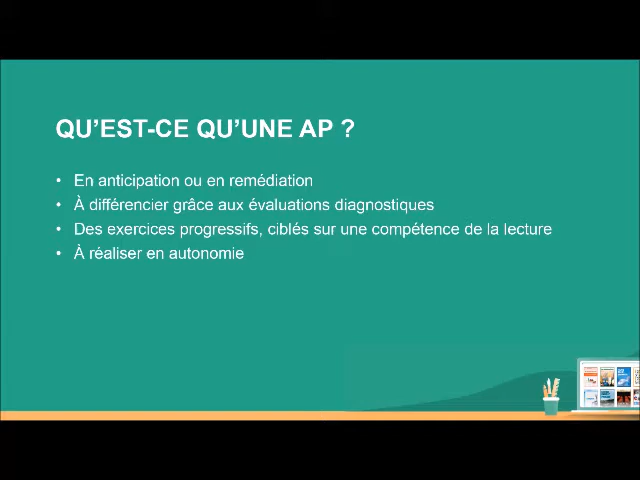 QU’EST-CE QU’UNE AP ?
• En anticipation ou en remédiation
• À différencier grâce aux évaluations diagnostiques
• Des exercices progressifs, ciblés sur une compétence de la lecture
• À réaliser en autonomie